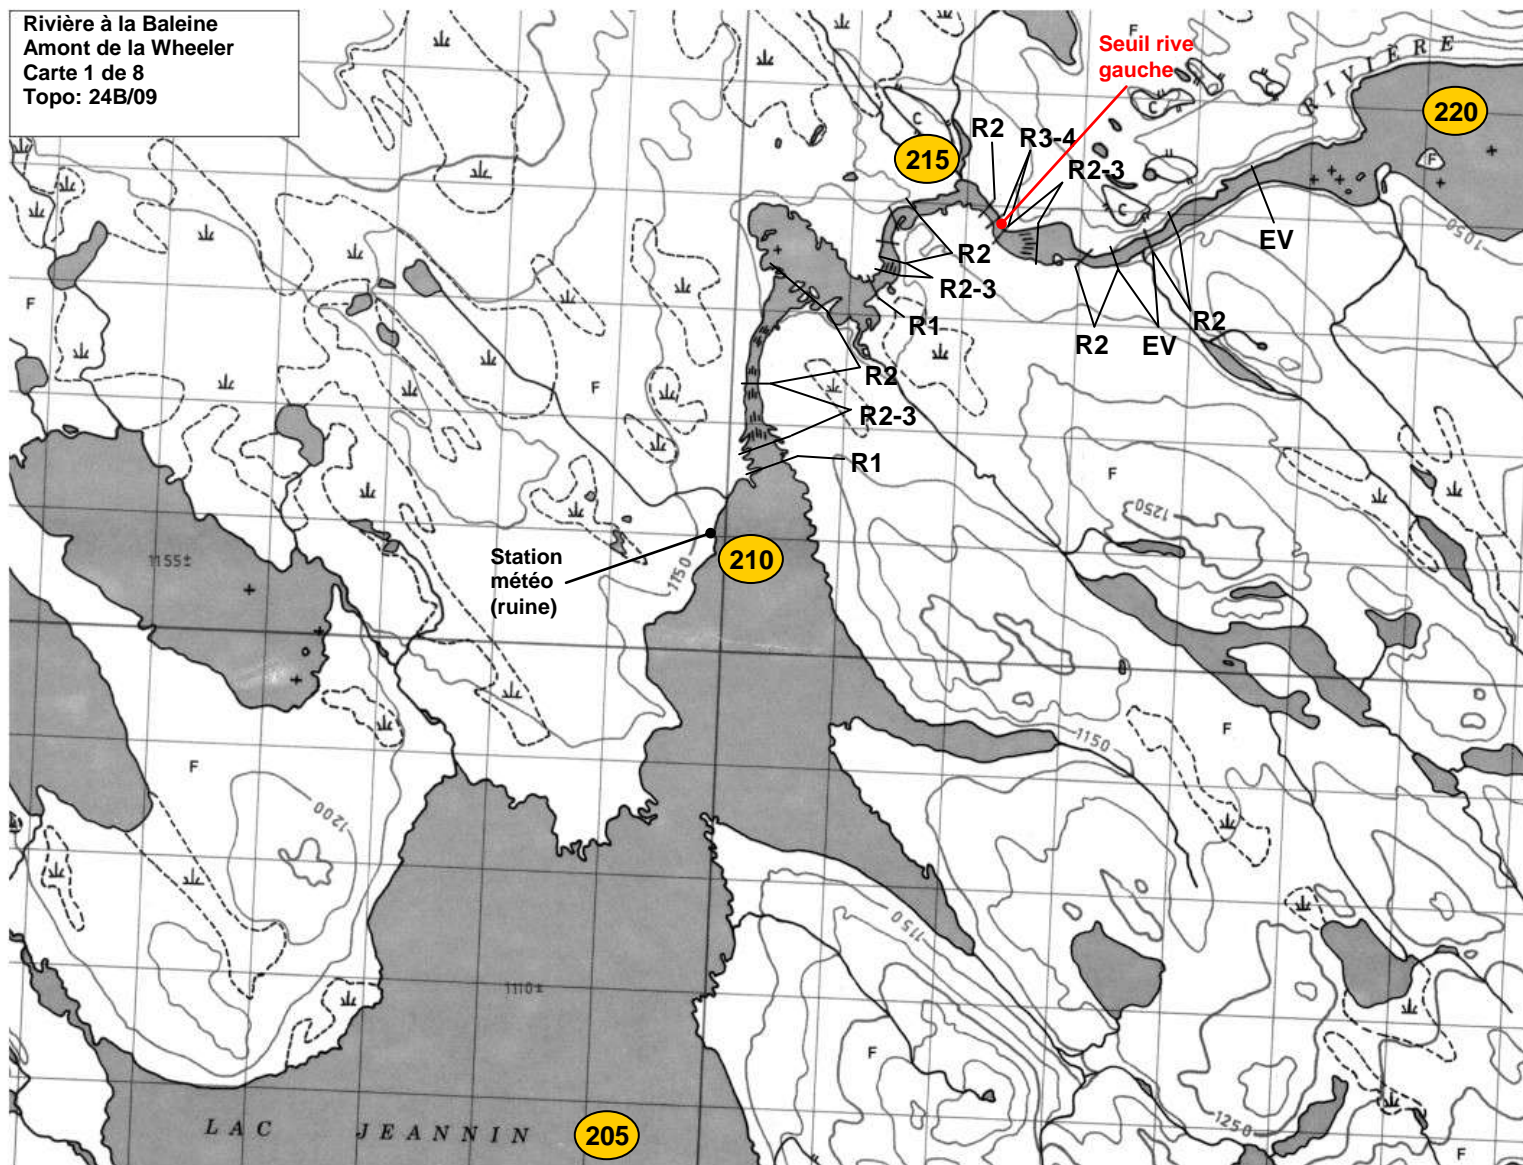 Rivière à la Baleine
Amont de la Wheeler
Carte 1 de 8
Topo: 24B/09
Seuil rive
gauche
RIVIÈRE
220
F
C
C
215
R2
R3-4
R2-3
F
C
1050
EV
R2
R2-3
R1
R2
EV
R2
F
F
R2
R2-3
R1
F
1250
1155±
Station
météo
(ruine)
1150
210
F
1150
F
1200
1150
1110±
F
F
LAC JEANNIN
205
1250
F